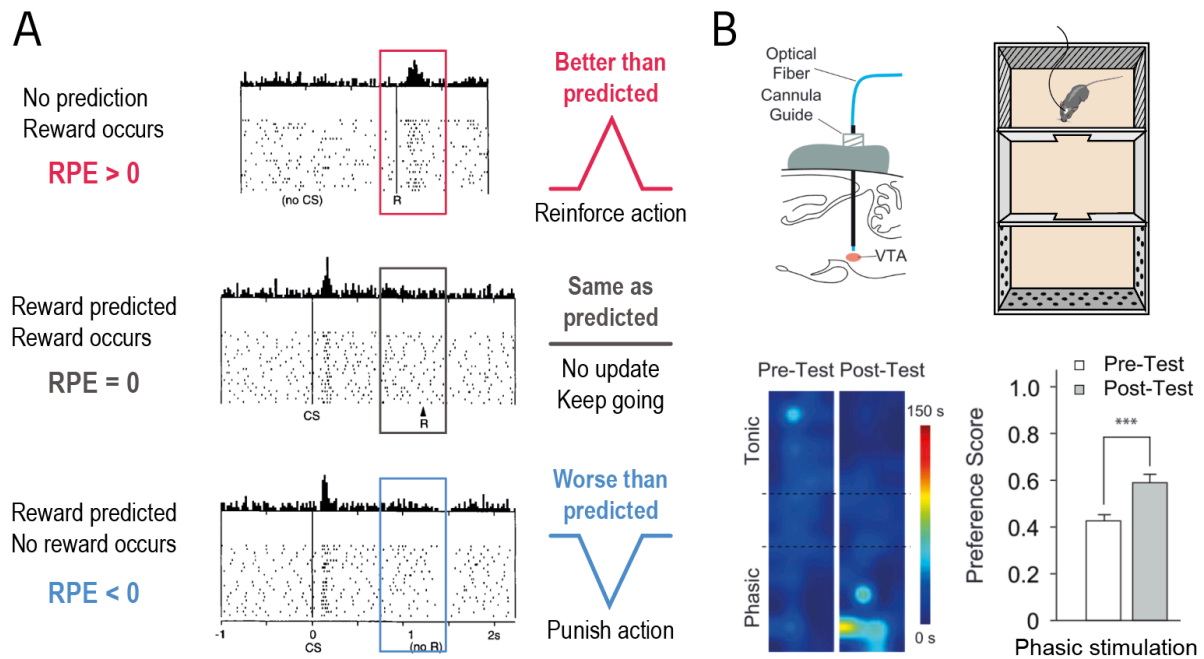 A
No prediction
Reward occurs
RPE > 0
(no CS)
R
Better than
predicted
Reinforce action
Reward predicted
Reward occurs
RPE = 0
CS
R
Same as
predicted
No update
Keep going
Reward predicted
No reward occurs
RPE < 0
-1
0
1
2s
CS
(no R)
Worse than
predicted
Punish action
B
Optical
Fiber
Cannula
Guide
VTA
Pre-Test
Post-Test
Tonic
Phasic
150 s
0 s
Preference Score
1.0
0.8
0.6
0.4
0.2
0
Pre-Test
Post-Test
***
Phasic stimulation